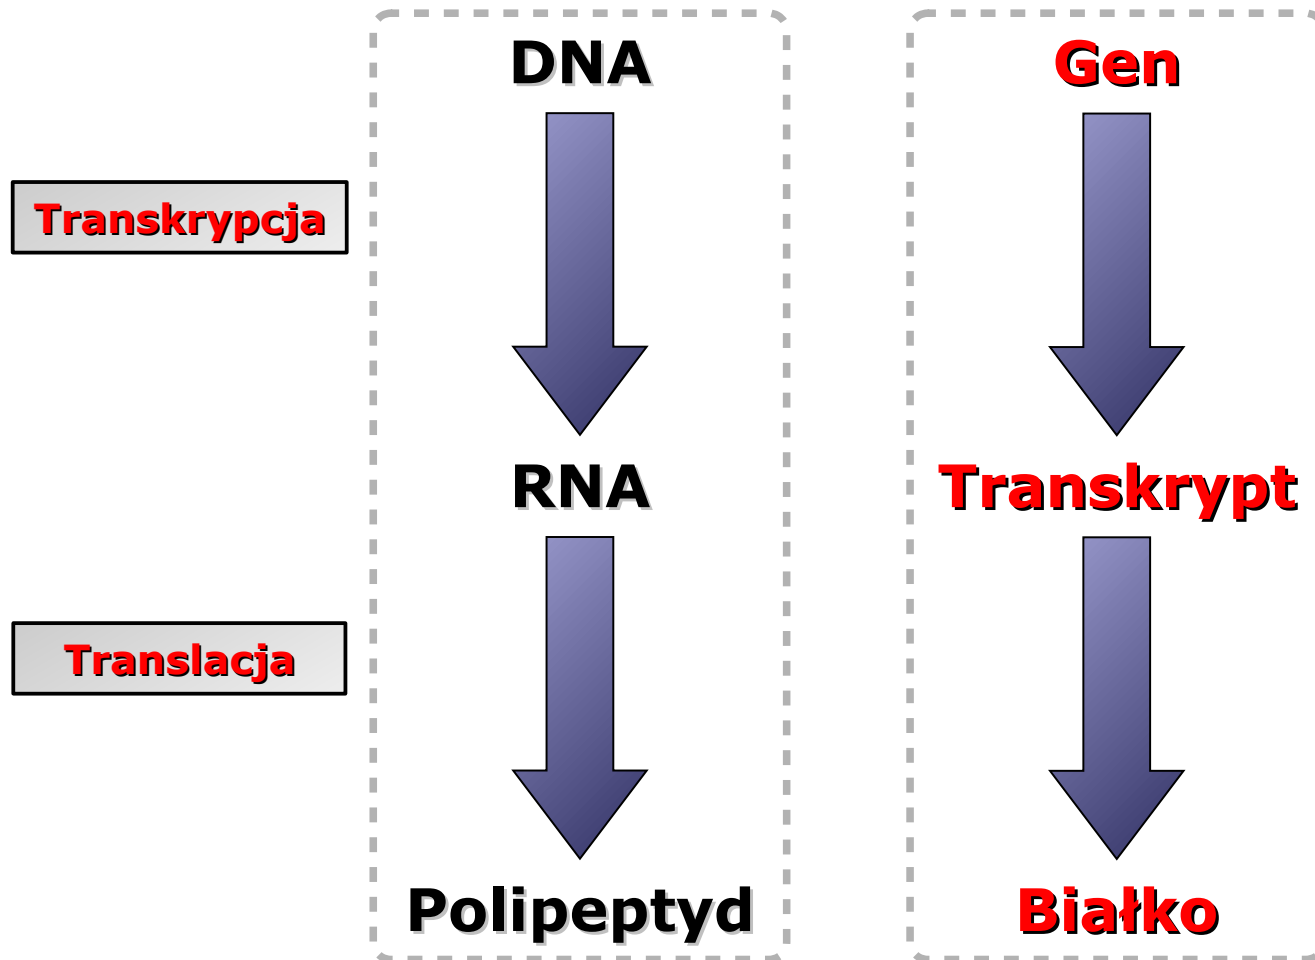 DNA
Gen
Transkrypcja
RNA
Transkrypt
Translacja
Polipeptyd
Białko